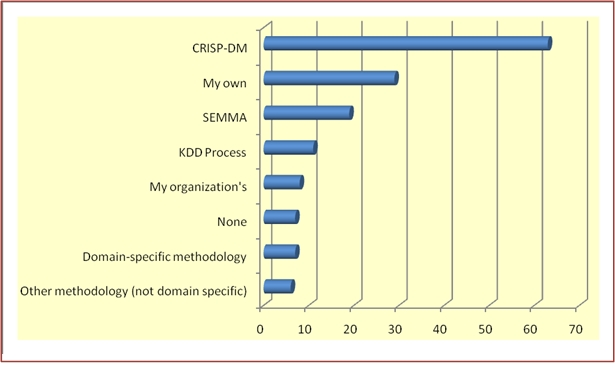 CRISP-DM
My own
SEMMA
KDD Process
My organization's
None
Domain-specific methodology
Other methodology (not domain specific)
0 10 20 30 40 50 60 70